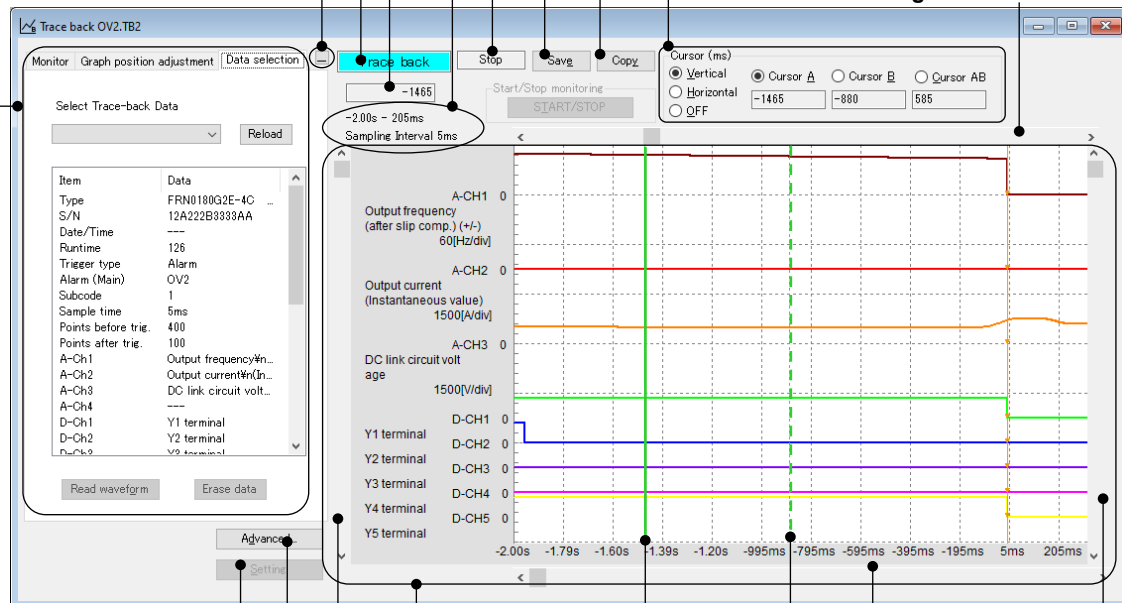 Trace back OV2.TB2
Monitor Graph position adjustment Data selection
Select Trace-back Data
Reload
Item Data
Type FRN0180G2E-4C ...
S/N 12A222B3333AA
Date/Time ---
Runtime 126
Trigger type Alarm
Alarm (Main) OV2
Subcode 1
Sample time 5ms
Points before trig. 400
Points after trig. 100
A-Ch1 Output frequency¥n...
A-Ch2 Output current¥n(In...
A-Ch3 DC link circuit volt...
A-Ch4 ---
D-Ch1 Y1 terminal
D-Ch2 Y2 terminal
D-Ch3 Y3 terminal
Read waveform Erase data
Advanced..
Setting
Trace back Stop Save Copy
-1465
Start/Stop monitoring
START/STOP
-2.00s - 205ms
Sampling Interval 5ms
Cursor (ms)
Vertical Cursor A Cursor B Cursor AB
Horizontal -1465 -880 585
OFF
A-CH1 0
Output frequency
(after slip comp.) (+/-)
60[Hz/div]
A-CH2 0
Output current
(Instantaneous value)
1500[A/div]
A-CH3 0
DC link circuit volt
age
1500[V/div]
D-CH1 0
Y1 terminal
D-CH2 0
Y2 terminal
D-CH3 0
Y3 terminal
D-CH4 0
Y4 terminal
D-CH5 0
Y5 terminal
-2.00s -1.79s -1.60s -1.39s -1.20s -995ms -795ms -595ms -395ms -195ms 5ms 205ms